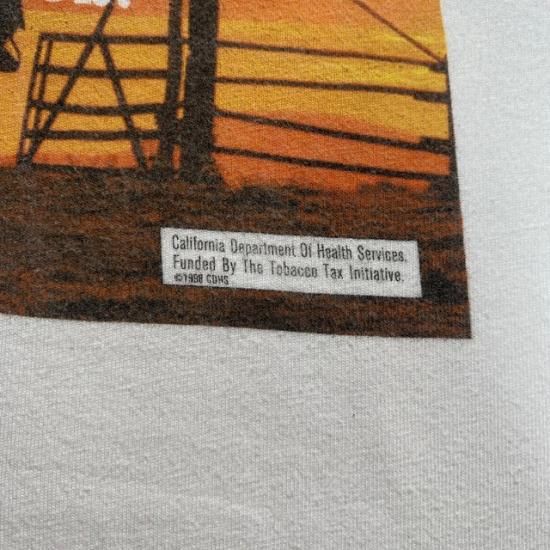 California Department Of Health Services.
Funded By The Tobacco Tax Initiative.
©1998 CDHS